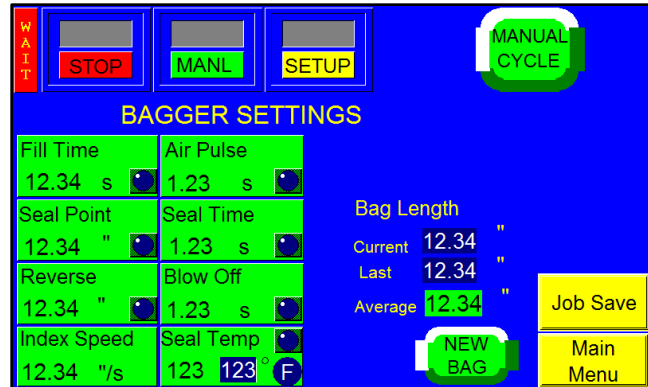 WAIT
STOP
MANL
SETUP
MANUAL
CYCLE
BAGGER SETTINGS
Fill Time
12.34 s
Air Pulse
1.23 s
Seal Point
12.34 "
Seal Time
1.23 s
Reverse
12.34 "
Blow Off
1.23 s
Index Speed
12.34 "/s
Seal Temp
123 123 ° F
Bag Length
Current 12.34 "
Last 12.34 "
Average 12.34 "
NEW
BAG
Job Save
Main
Menu